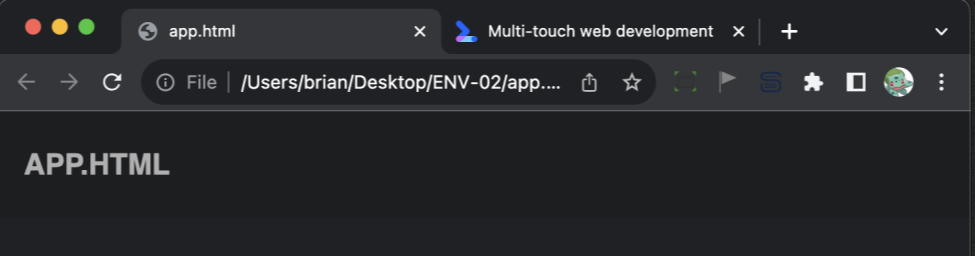 app.html
Multi-touch web development
File
/Users/brian/Desktop/ENV-02/app....
APP.HTML